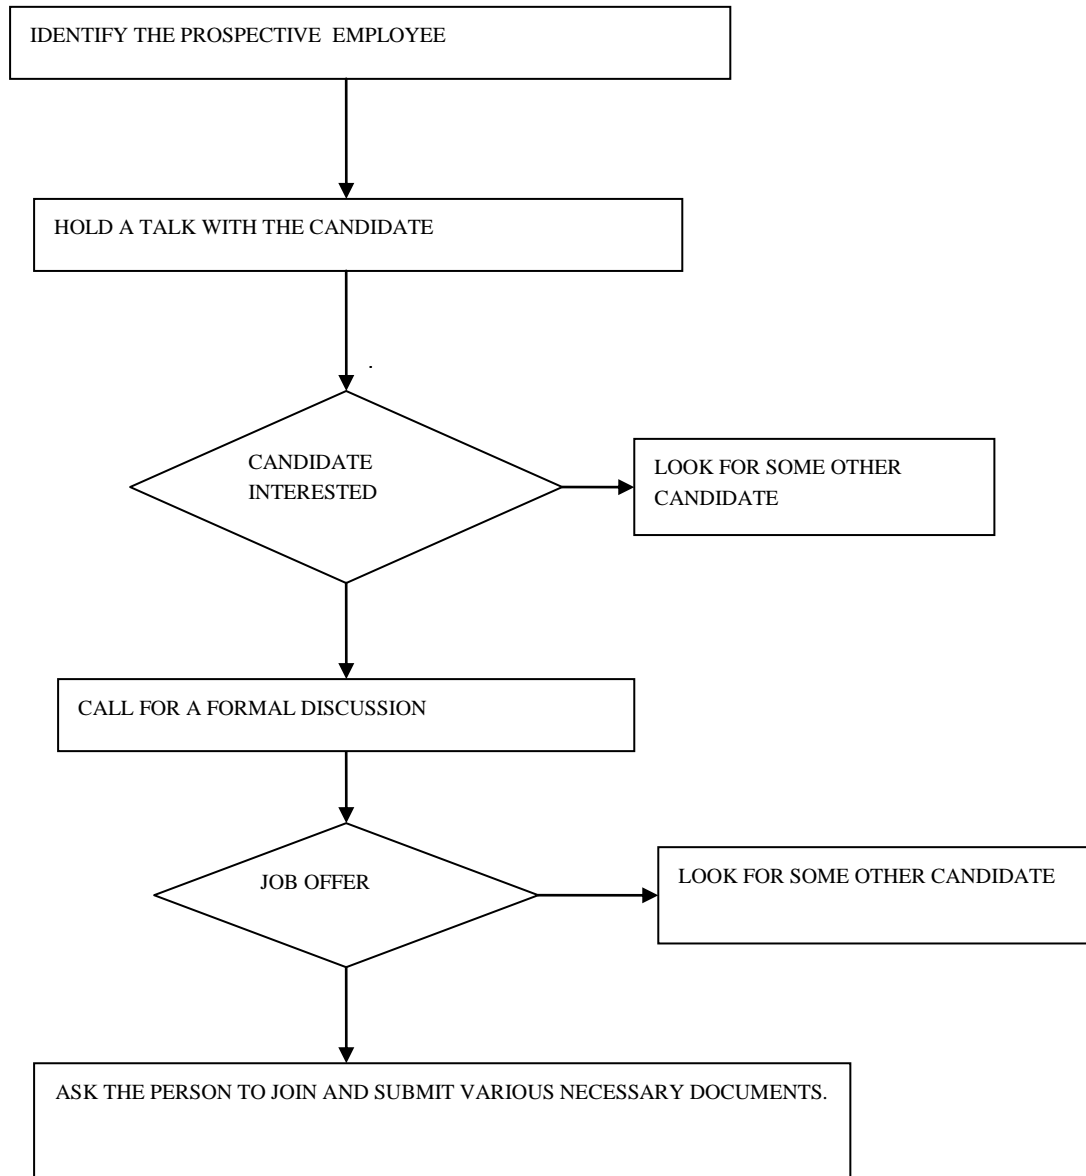 IDENTIFY THE PROSPECTIVE EMPLOYEE
HOLD A TALK WITH THE CANDIDATE
.
CANDIDATE
INTERESTED
LOOK FOR SOME OTHER
CANDIDATE
CALL FOR A FORMAL DISCUSSION
JOB OFFER
LOOK FOR SOME OTHER CANDIDATE
ASK THE PERSON TO JOIN AND SUBMIT VARIOUS NECESSARY DOCUMENTS.